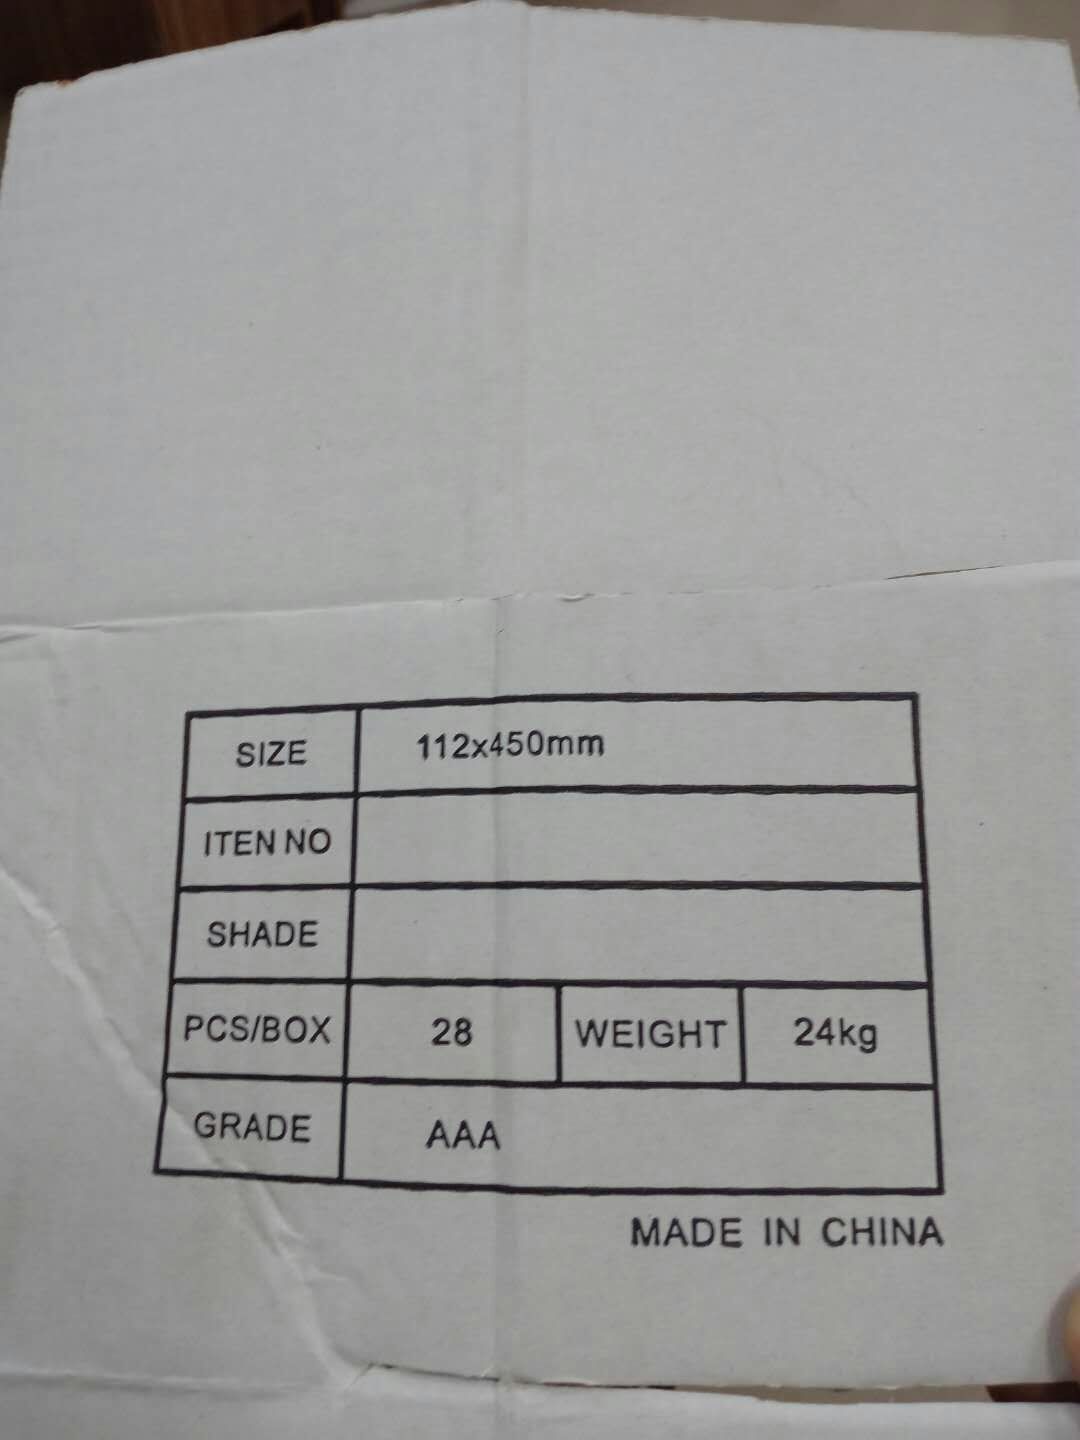 SIZE 112x450mm
ITEN NO
SHADE
PCS/BOX 28 WEIGHT 24kg
GRADE AAA
MADE IN CHINA